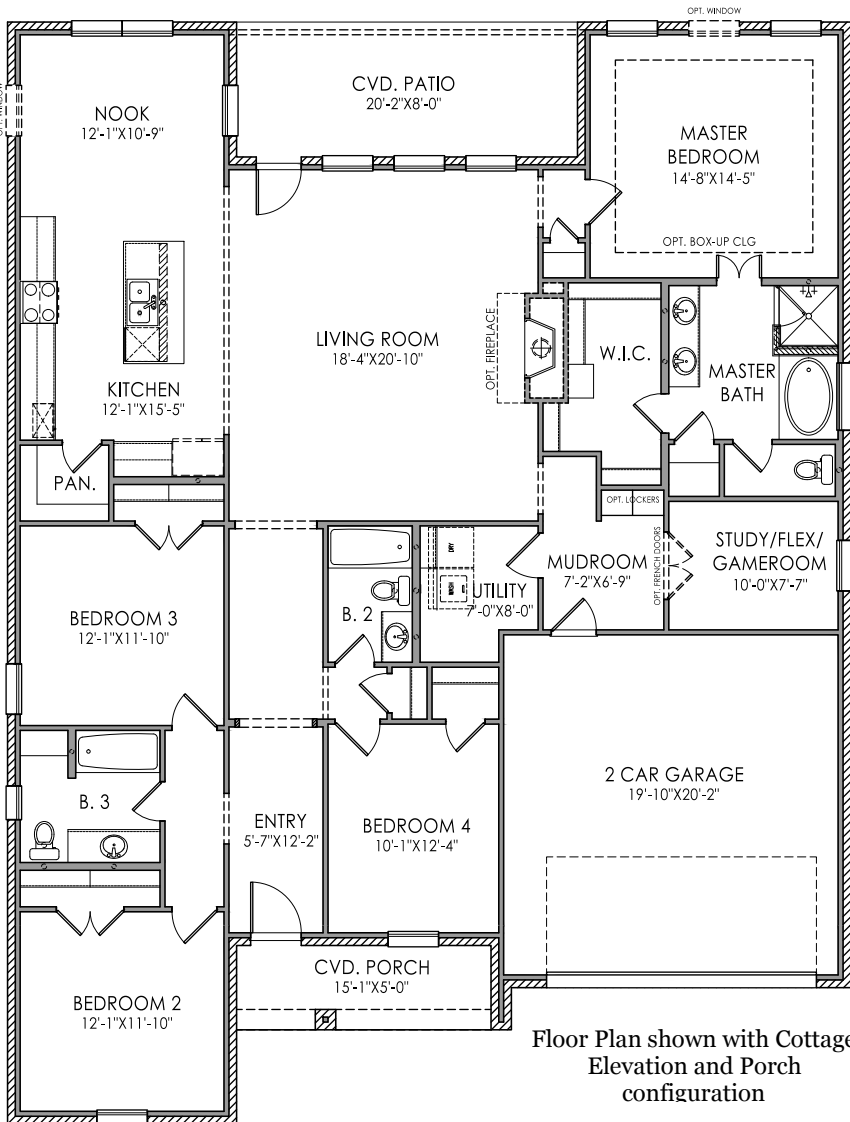 OPT. WINDOW
CVD. PATIO
20'-2"X8'-0"
NOOK
12'-1"X10'-9"
OPT. WINDOW
MASTER
BEDROOM
14'-8"X14'-5"
OPT. BOX-UP CLG
LIVING ROOM
18'-4"X20'-10"
OPT. FIREPLACE
W.I.C.
MASTER
BATH
KITCHEN
12'-1"X15'-5"
PAN.
OPT. LOCKERS
MUDROOM
7'-2"X6'-9"
OPT. FRENCH DOORS
STUDY/FLEX/
GAMEROOM
10'-0"X7'-7"
DRY
WASH
UTILITY
7'-0"X8'-0"
B. 2
BEDROOM 3
12'-1"X11'-10"
B. 3
ENTRY
5'-7"X12'-2"
BEDROOM 4
10'-1"X12'-4"
2 CAR GARAGE
19'-10"X20'-2"
CVD. PORCH
15'-1"X5'-0"
BEDROOM 2
12'-1"X11'-10"
Floor Plan shown with Cottage
Elevation and Porch
configuration